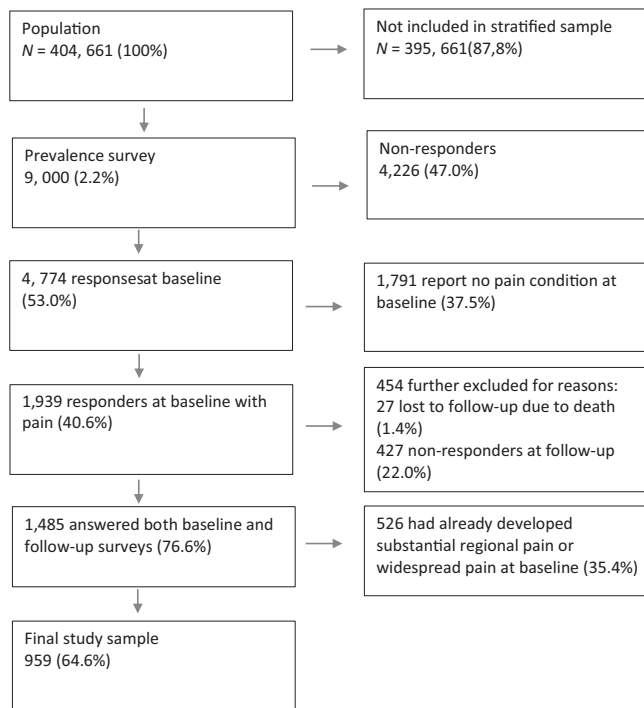 Population
N = 404, 661 (100%)
Not included in stratified sample
N = 395, 661(87,8%)
Prevalence survey
9, 000 (2.2%)
Non-responders
4,226 (47.0%)
4, 774 responsesat baseline
(53.0%)
1,791 report no pain condition at
baseline (37.5%)
1,939 responders at baseline with
pain (40.6%)
454 further excluded for reasons:
27 lost to follow-up due to death
(1.4%)
427 non-responders at follow-up
(22.0%)
1,485 answered both baseline and
follow-up surveys (76.6%)
526 had already developed
substantial regional pain or
widespread pain at baseline (35.4%)
Final study sample
959 (64.6%)